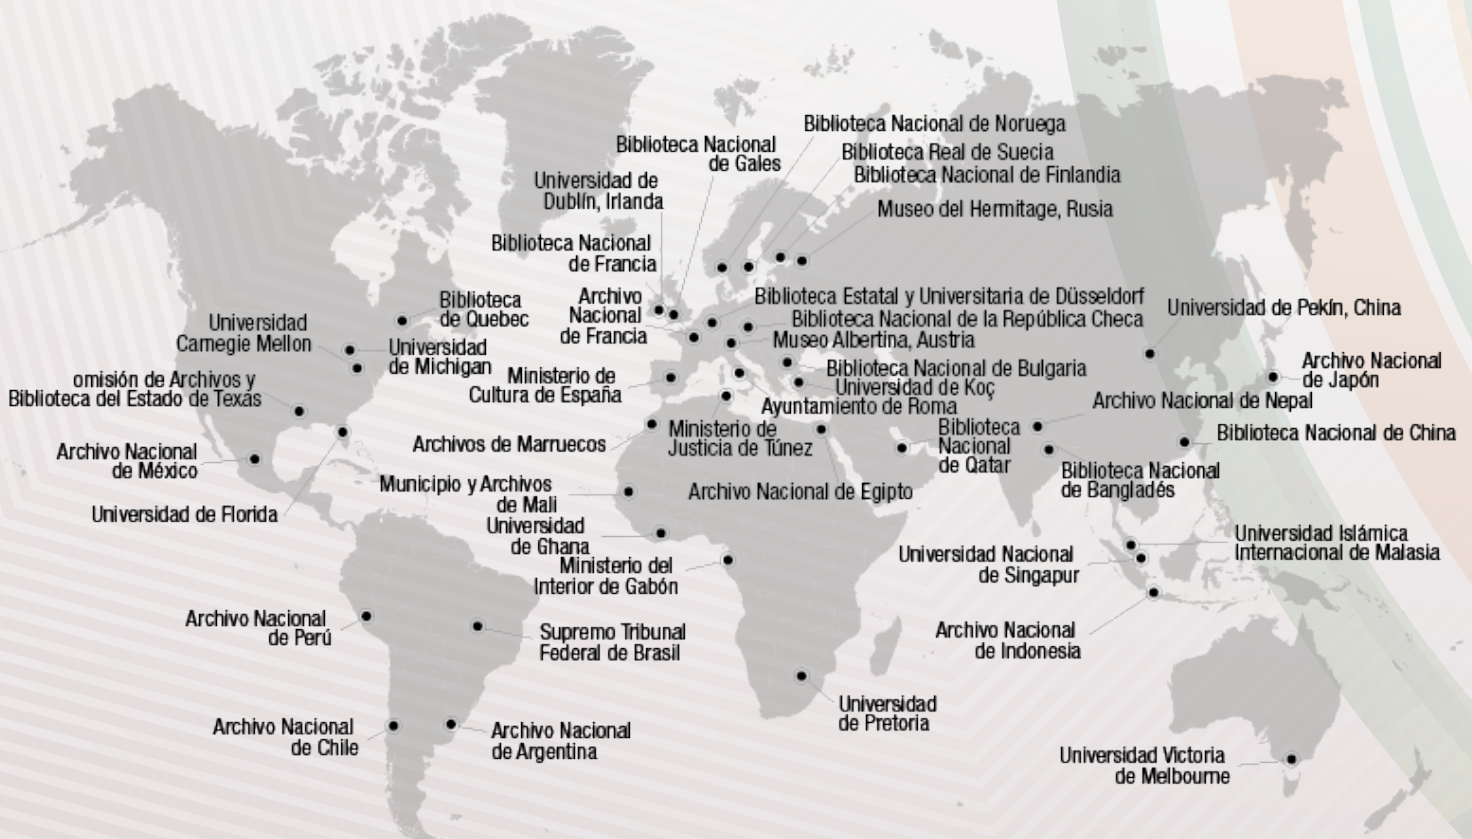 Biblioteca Nacional de Noruega
Biblioteca Nacional
de Gales
Biblioteca Real de Suecia
Biblioteca Nacional de Finlandia
Universidad de
Dublín, Irlanda
Museo del Hermitage, Rusia
Biblioteca Nacional
de Francia
Archivo
Nacional
de Francia
Biblioteca Estatal y Universitaria de Düsseldorf
Biblioteca Nacional de la República Checa
Museo Albertina, Austria
Universidad de Pekín, China
Biblioteca
de Quebec
Universidad
Carnegie Mellon
Universidad
de Michigan
Ministerio de
Cultura de España
Biblioteca Nacional de Bulgaria
Universidad de Koç
Ayuntamiento de Roma
Archivo Nacional
de Japón
omisión de Archivos y
Biblioteca del Estado de Texas
Archivo Nacional de Nepal
Archivos de Marruecos
Ministerio de
Justicia de Túnez
Biblioteca
Nacional
de Qatar
Biblioteca Nacional de China
Archivo Nacional
de México
Biblioteca Nacional
de Bangladés
Municipio y Archivos
de Mali
Archivo Nacional de Egipto
Universidad de Florida
Universidad
de Ghana
Ministerio del
Interior de Gabón
Universidad Nacional
de Singapur
Universidad Islámica
Internacional de Malasia
Archivo Nacional
de Perú
Supremo Tribunal
Federal de Brasil
Archivo Nacional
de Indonesia
Universidad
de Pretoria
Archivo Nacional
de Chile
Archivo Nacional
de Argentina
Universidad Victoria
de Melbourne